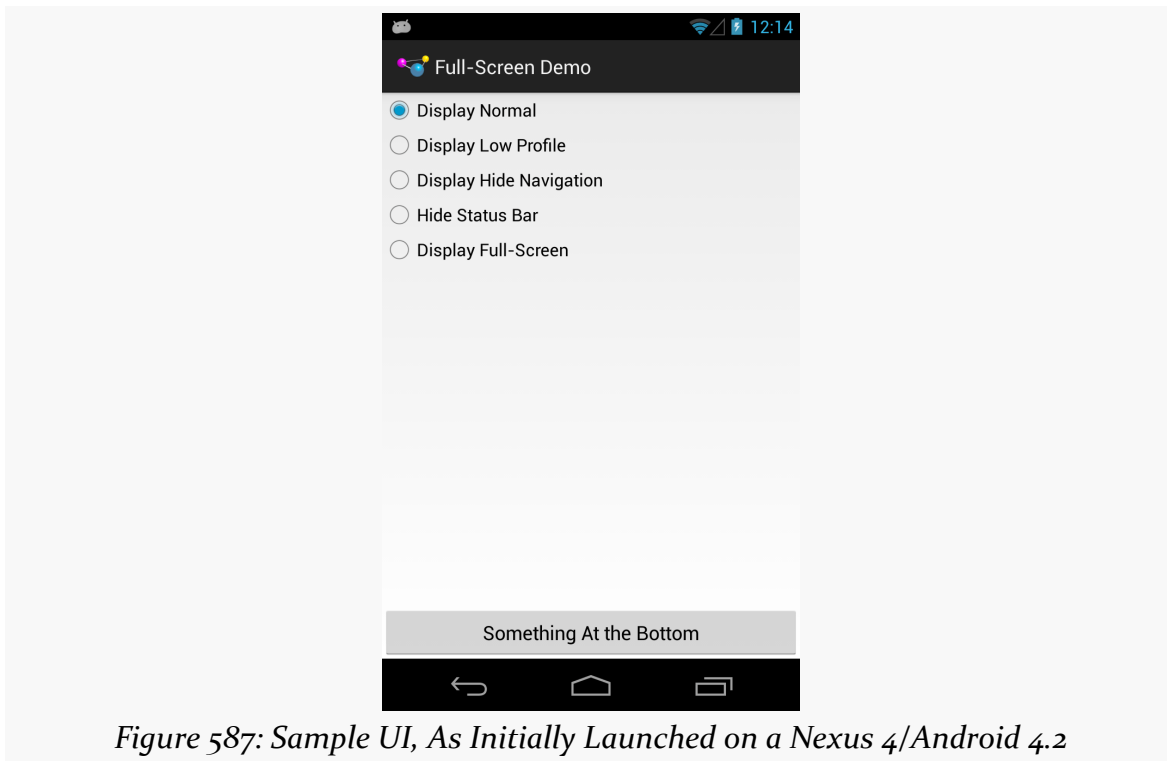 12:14
Full-Screen Demo
Display Normal
Display Low Profile
Display Hide Navigation
Hide Status Bar
Display Full-Screen
Something At the Bottom
Figure 587: Sample UI, As Initially Launched on a Nexus 4/Android 4.2